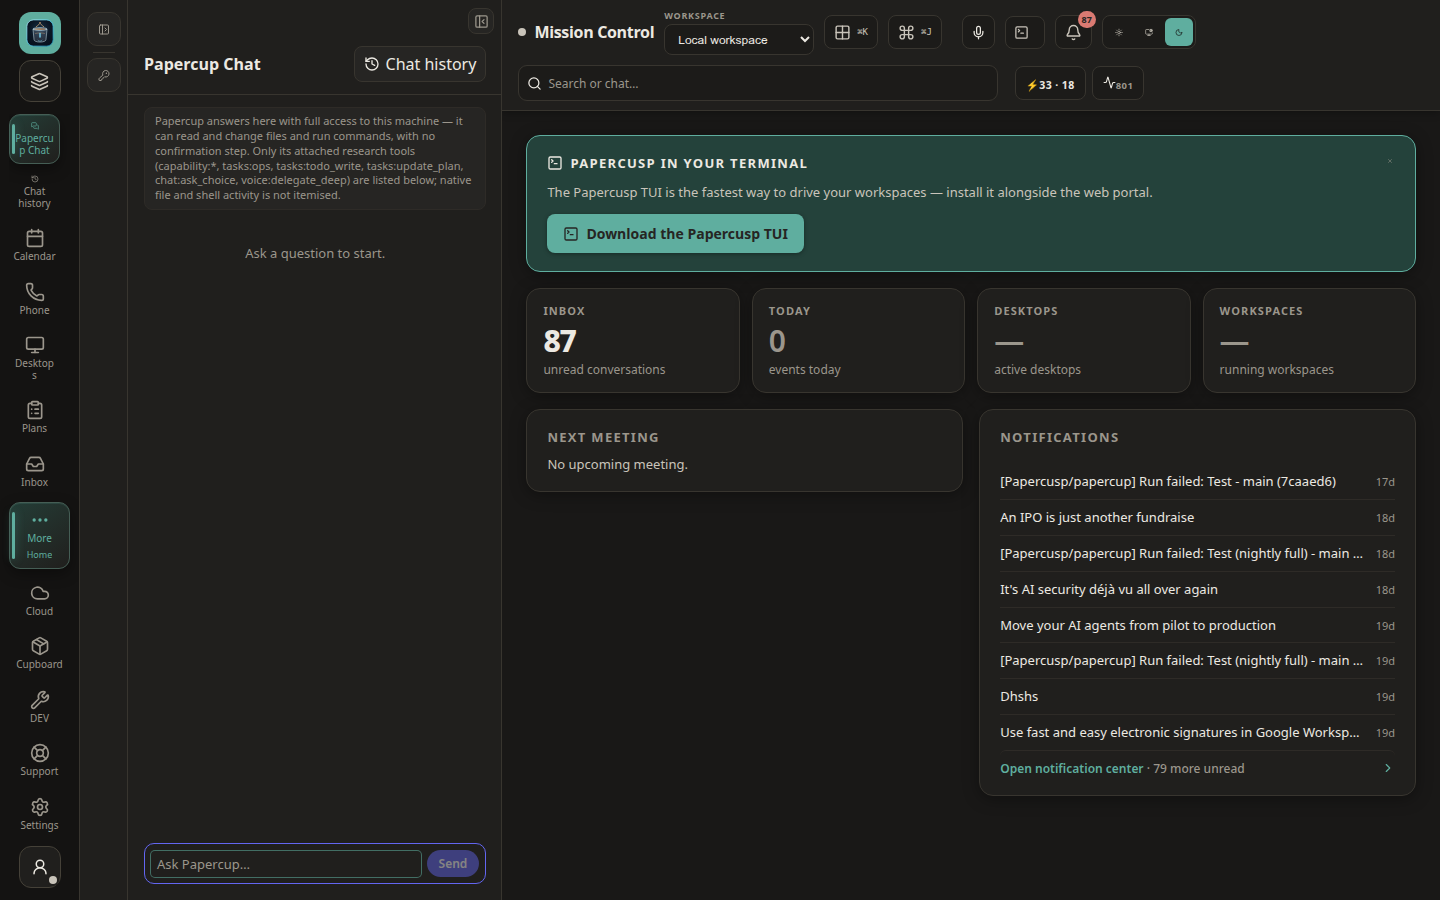 Papercu
p Chat
Chat
history
Calendar
Phone
Desktop
s
Plans
Inbox
More
Home
Cloud
Cupboard
DEV
Support
Settings
Papercup Chat
Chat history
Papercup answers here with full access to this machine — it
can read and change files and run commands, with no
confirmation step. Only its attached research tools
(capability:*, tasks:ops, tasks:todo_write, tasks:update_plan,
chat:ask_choice, voice:delegate_deep) are listed below; native
file and shell activity is not itemised.
Ask a question to start.
Ask Papercup...
Send
Mission Control
WORKSPACE
Local workspace
⌘K
⌘J
87
Search or chat...
⚡33 · 18
801
PAPERCUSP IN YOUR TERMINAL
×
The Papercusp TUI is the fastest way to drive your workspaces — install it alongside the web portal.
Download the Papercusp TUI
INBOX
87
unread conversations
TODAY
0
events today
DESKTOPS
—
active desktops
WORKSPACES
—
running workspaces
NEXT MEETING
No upcoming meeting.
NOTIFICATIONS
[Papercusp/papercup] Run failed: Test - main (7caaed6) 17d
An IPO is just another fundraise 18d
[Papercusp/papercup] Run failed: Test (nightly full) - main ... 18d
It's AI security déjà vu all over again 18d
Move your AI agents from pilot to production 19d
[Papercusp/papercup] Run failed: Test (nightly full) - main ... 19d
Dhshs 19d
Use fast and easy electronic signatures in Google Worksp... 19d
Open notification center · 79 more unread